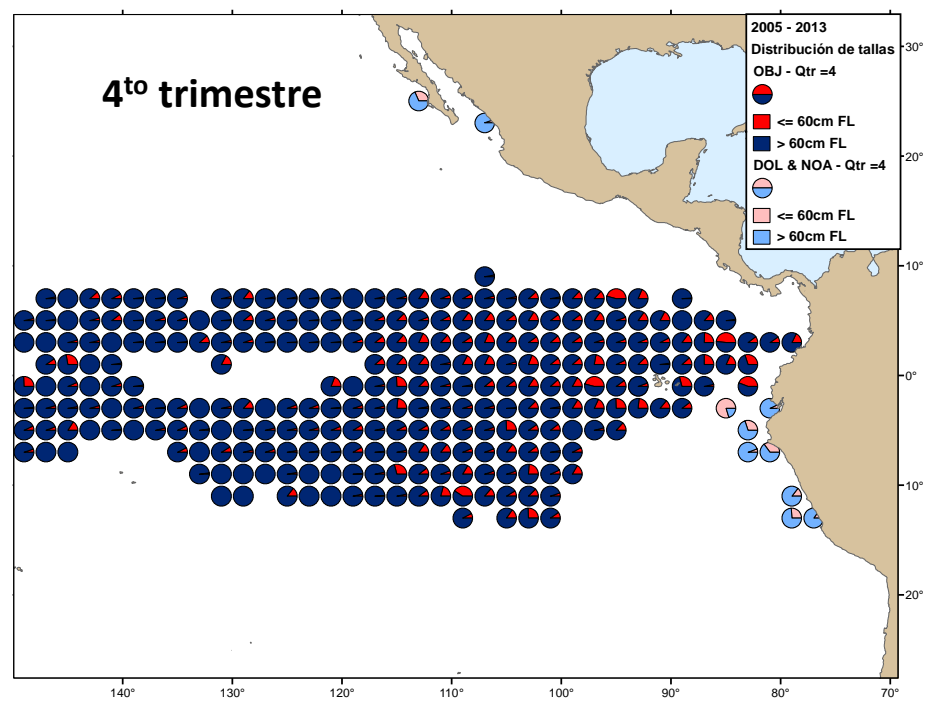 4to trimestre
2005 - 2013
Distribución de tallas
OBJ - Qtr =4
<= 60cm FL
> 60cm FL
DOL & NOA - Qtr =4
<= 60cm FL
> 60cm FL
30°
20°
10°
0°
10°
20°
140°
130°
120°
110°
100°
90°
80°
70°